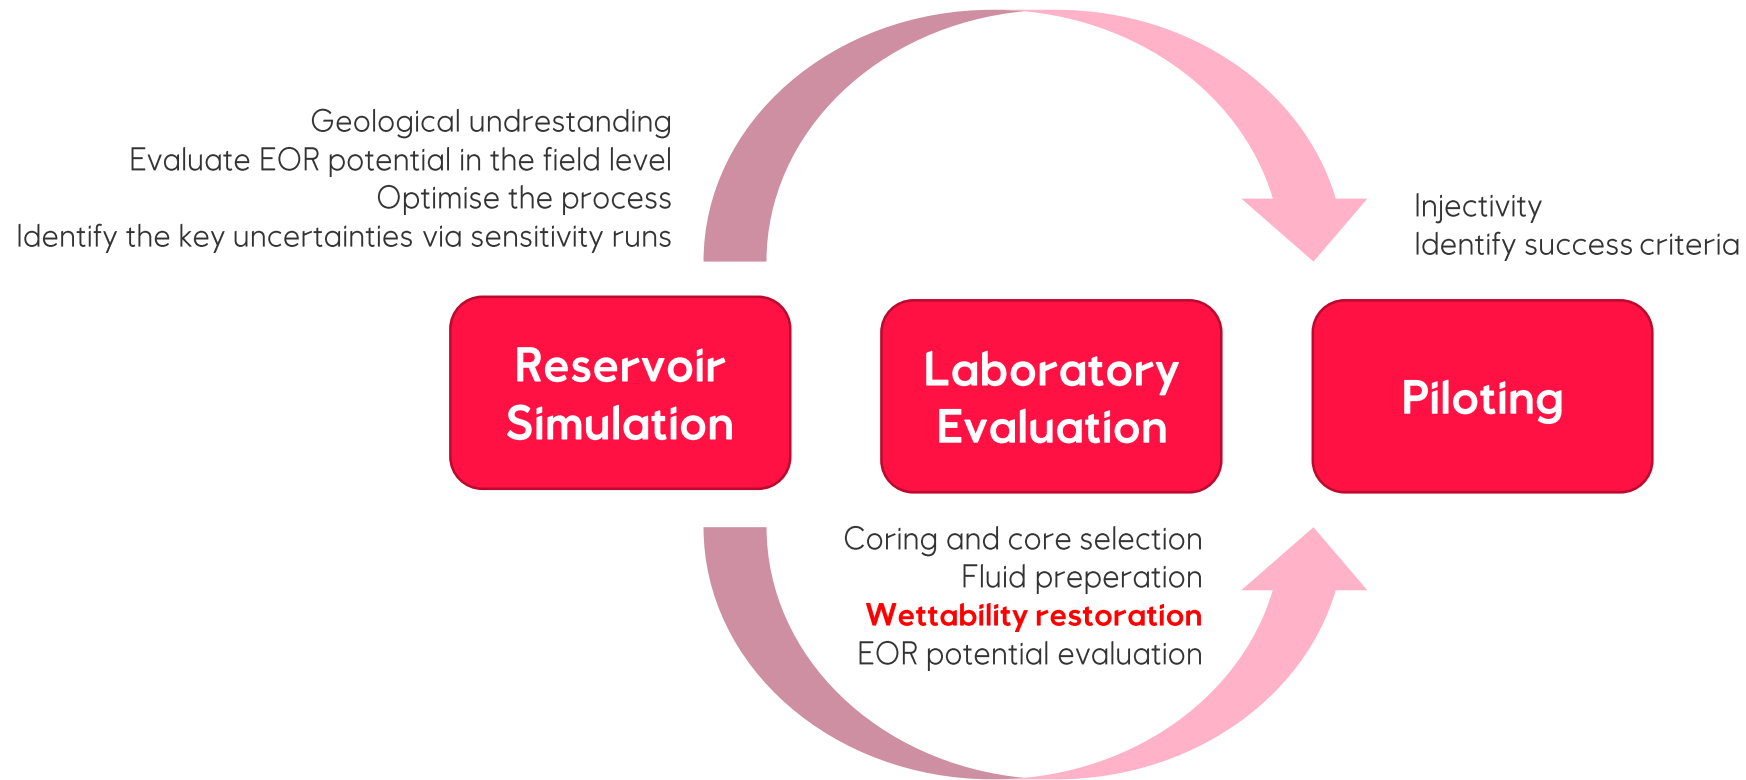 Geological undrestanding
Evaluate EOR potential in the field level
Optimise the process
Identify the key uncertainties via sensitivity runs
Injectivity
Identify success criteria
Reservoir
Simulation
Laboratory
Evaluation
Piloting
Coring and core selection
Fluid preperation
Wettability restoration
EOR potential evaluation